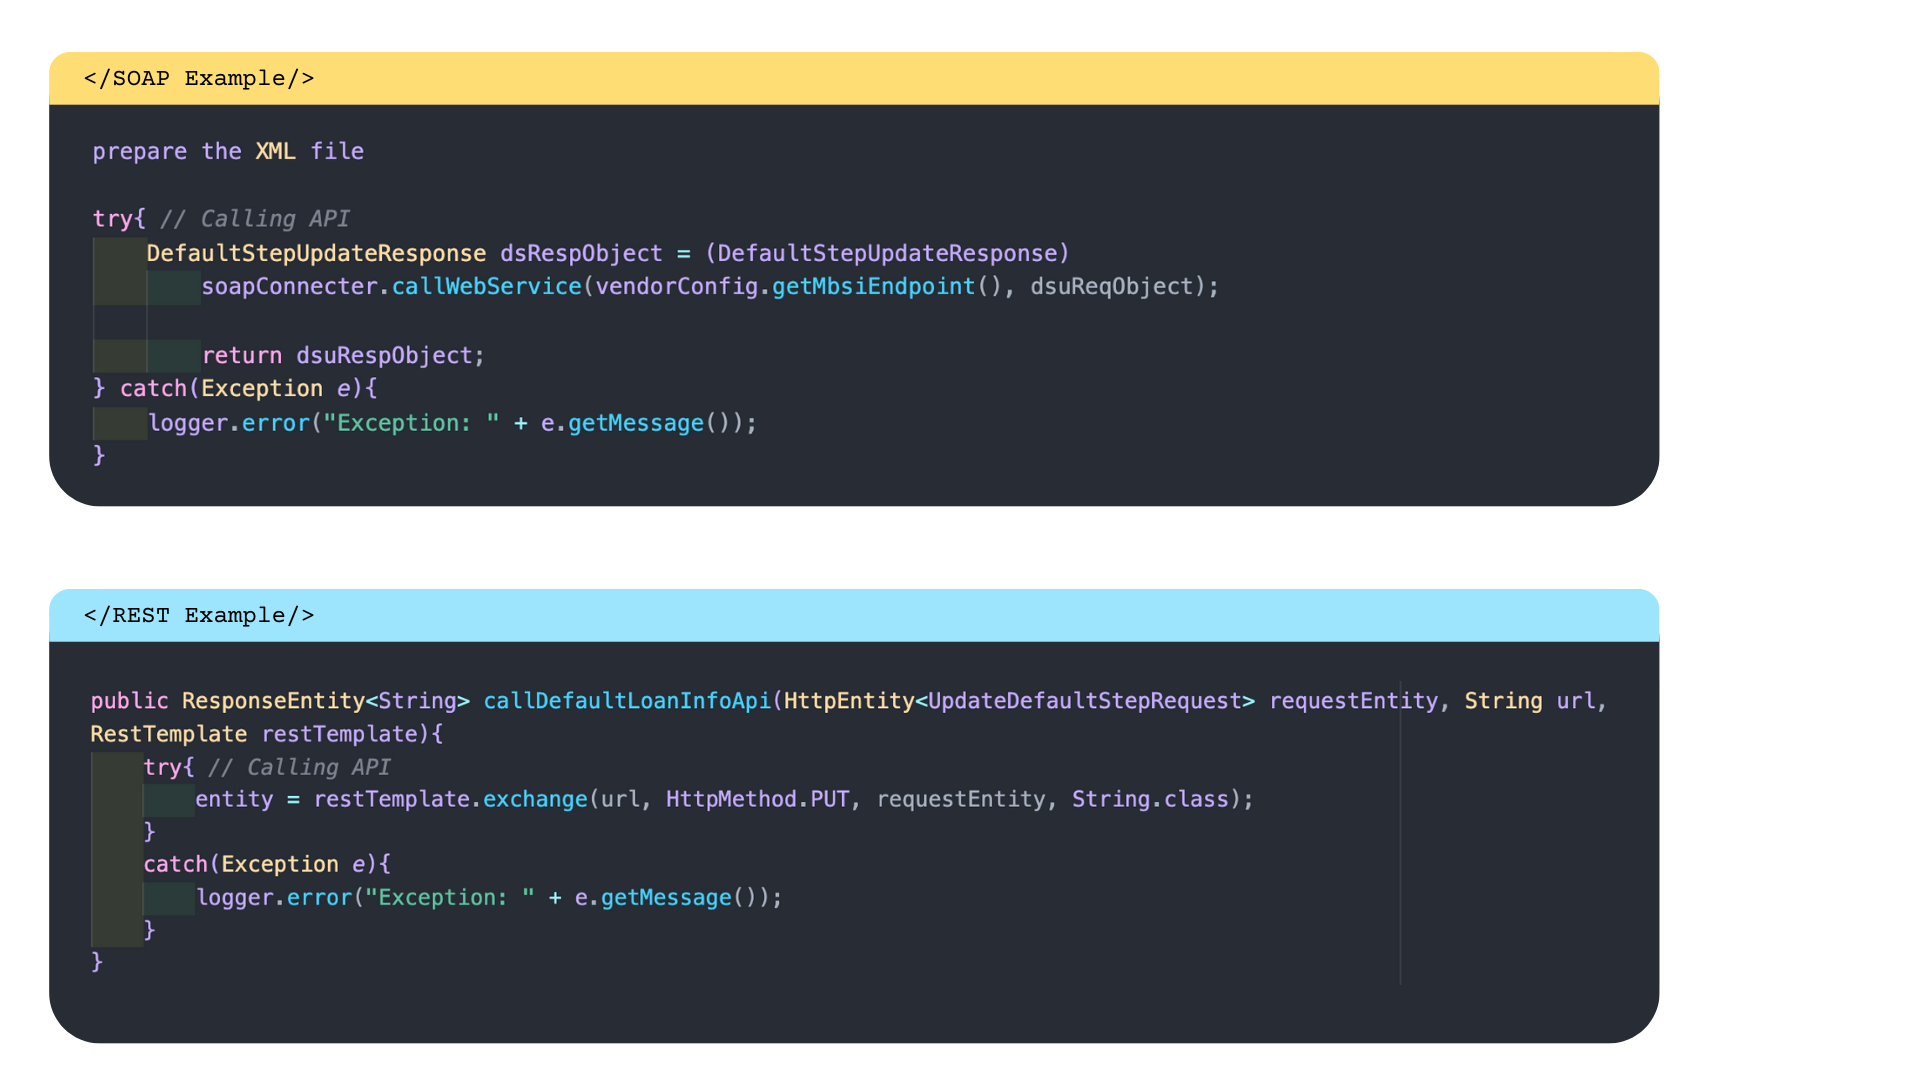 </SOAP Example/>
prepare the XML file
try{ // Calling API
DefaultStepUpdateResponse dsRespObject = (DefaultStepUpdateResponse)
soapConnecter.callWebService(vendorConfig.getMbsiEndpoint(), dsuReqObject);
return dsuRespObject;
} catch(Exception e){
logger.error("Exception: " + e.getMessage());
}
</REST Example/>
public ResponseEntity<String> callDefaultLoanInfoApi(HttpEntity<UpdateDefaultStepRequest> requestEntity, String url,
RestTemplate restTemplate){
try{ // Calling API
entity = restTemplate.exchange(url, HttpMethod.PUT, requestEntity, String.class);
}
catch(Exception e){
logger.error("Exception: " + e.getMessage());
}
}